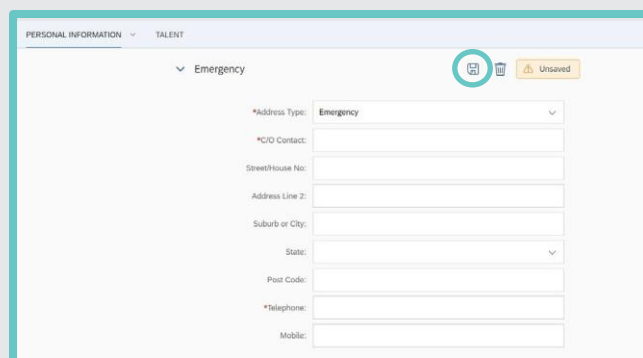 PERSONAL INFORMATION TALENT
Emergency Unsaved
*Address Type: Emergency
*C/O Contact:
Street/House No:
Address Line 2:
Suburb or City:
State:
Post Code:
*Telephone:
Mobile: